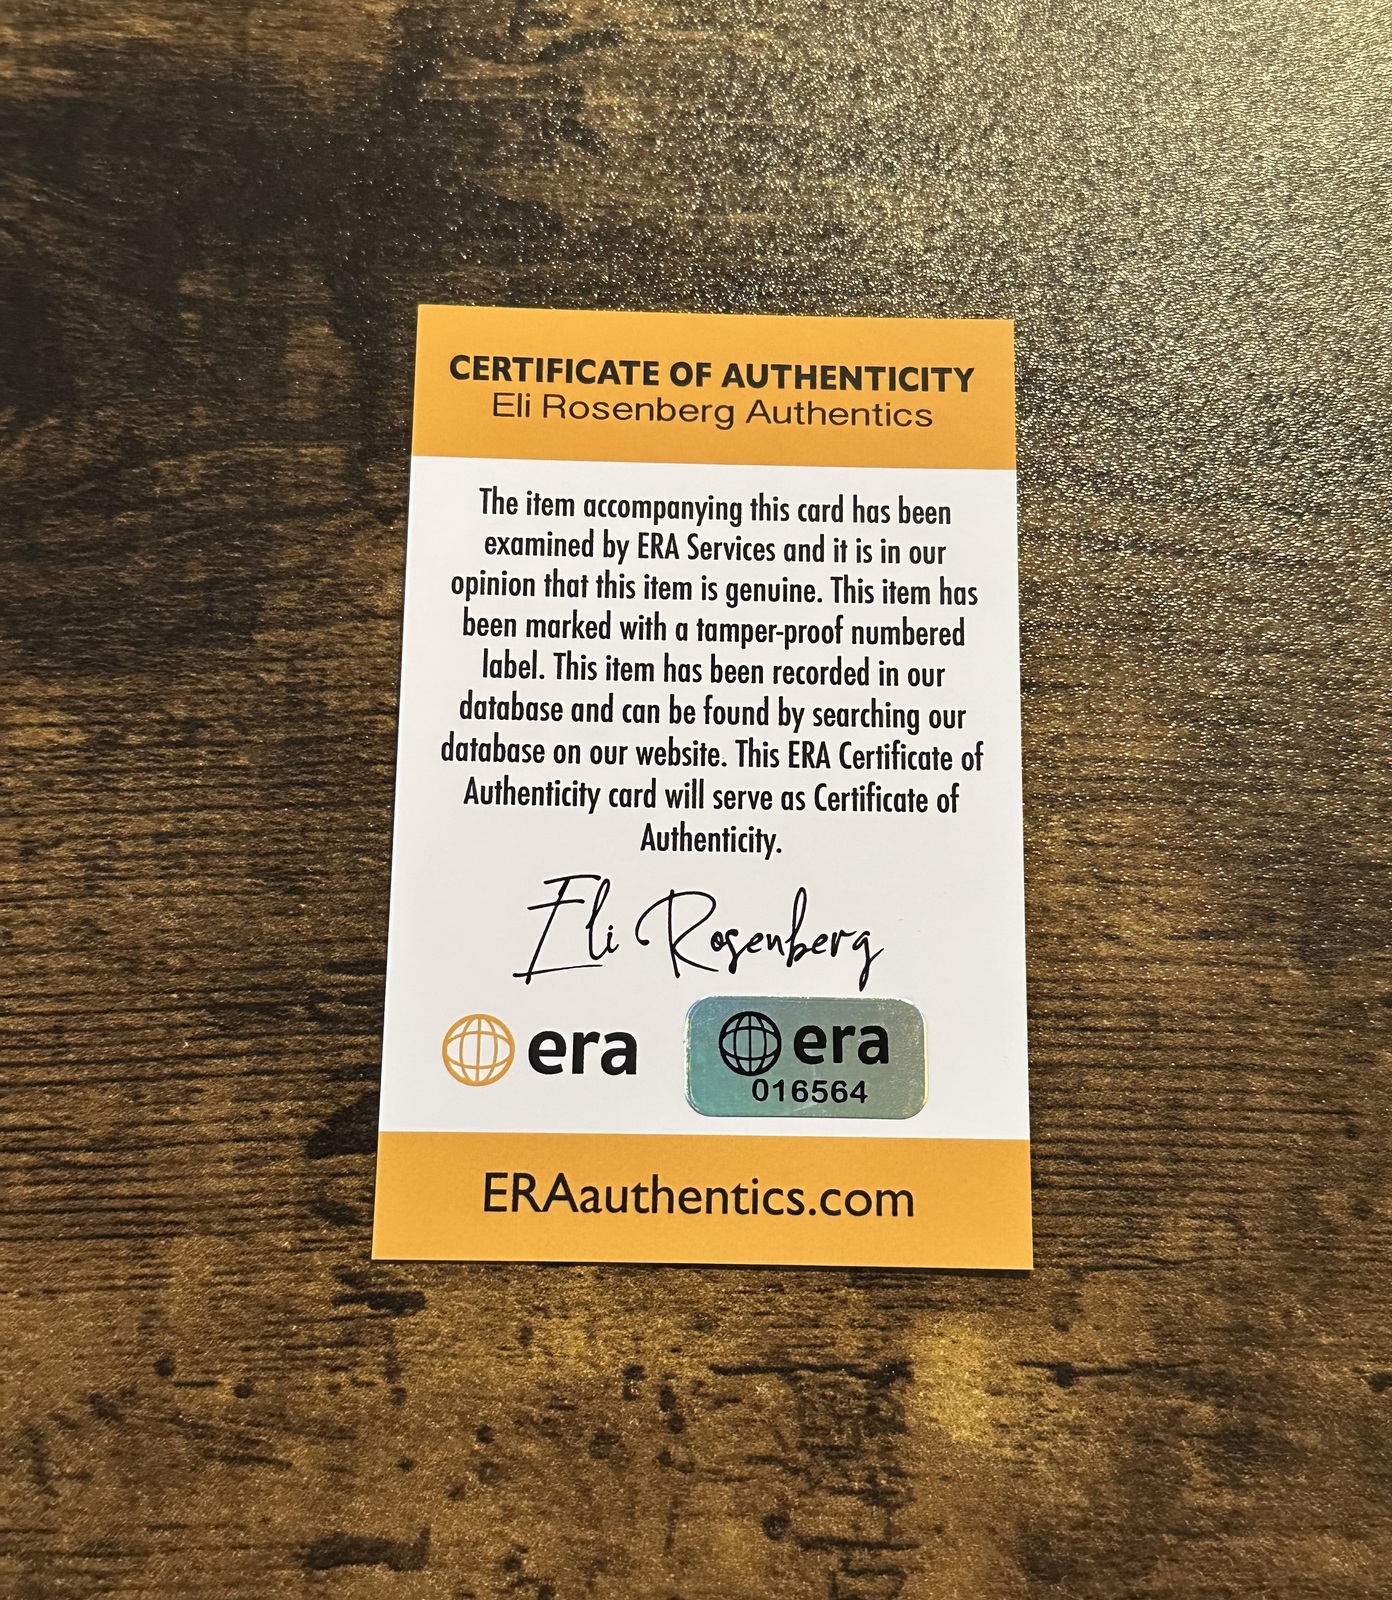 CERTIFICATE OF AUTHENTICITY
Eli Rosenberg Authentics
The item accompanying this card has been
examined by ERA Services and it is in our
opinion that this item is genuine. This item has
been marked with a tamper-proof numbered
label. This item has been recorded in our
database and can be found by searching our
database on our website. This ERA Certificate of
Authenticity card will serve as Certificate of
Authenticity.
Eli Rosenberg
era
era
016564
ERAauthentics.com